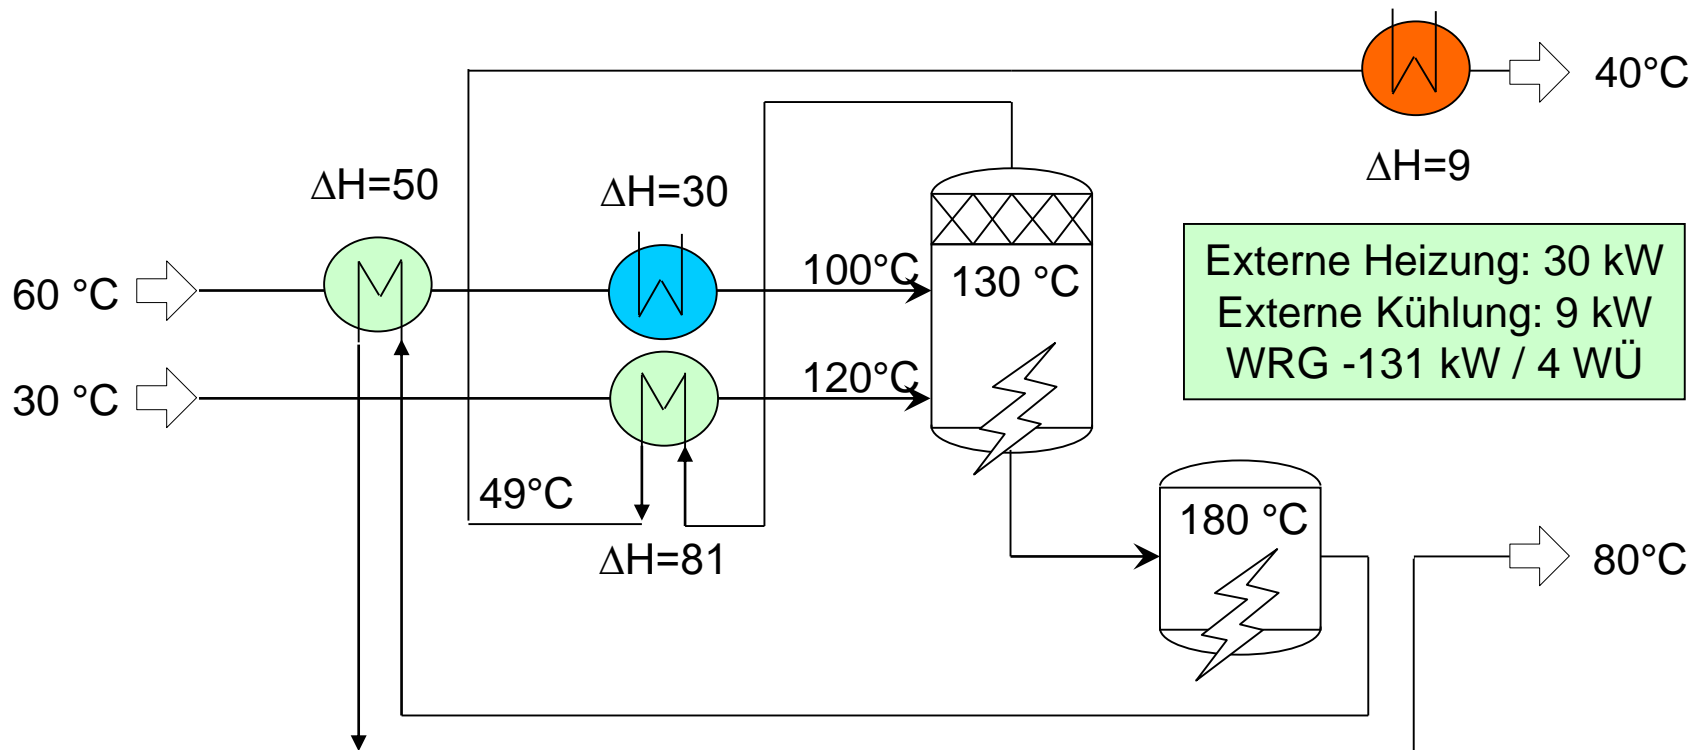 40°C
ΔH=9
ΔH=50
ΔH=30
60 °C
100°C
130 °C
Externe Heizung: 30 kW
Externe Kühlung: 9 kW
WRG -131 kW / 4 WÜ
30 °C
120°C
49°C
ΔH=81
180 °C
80°C